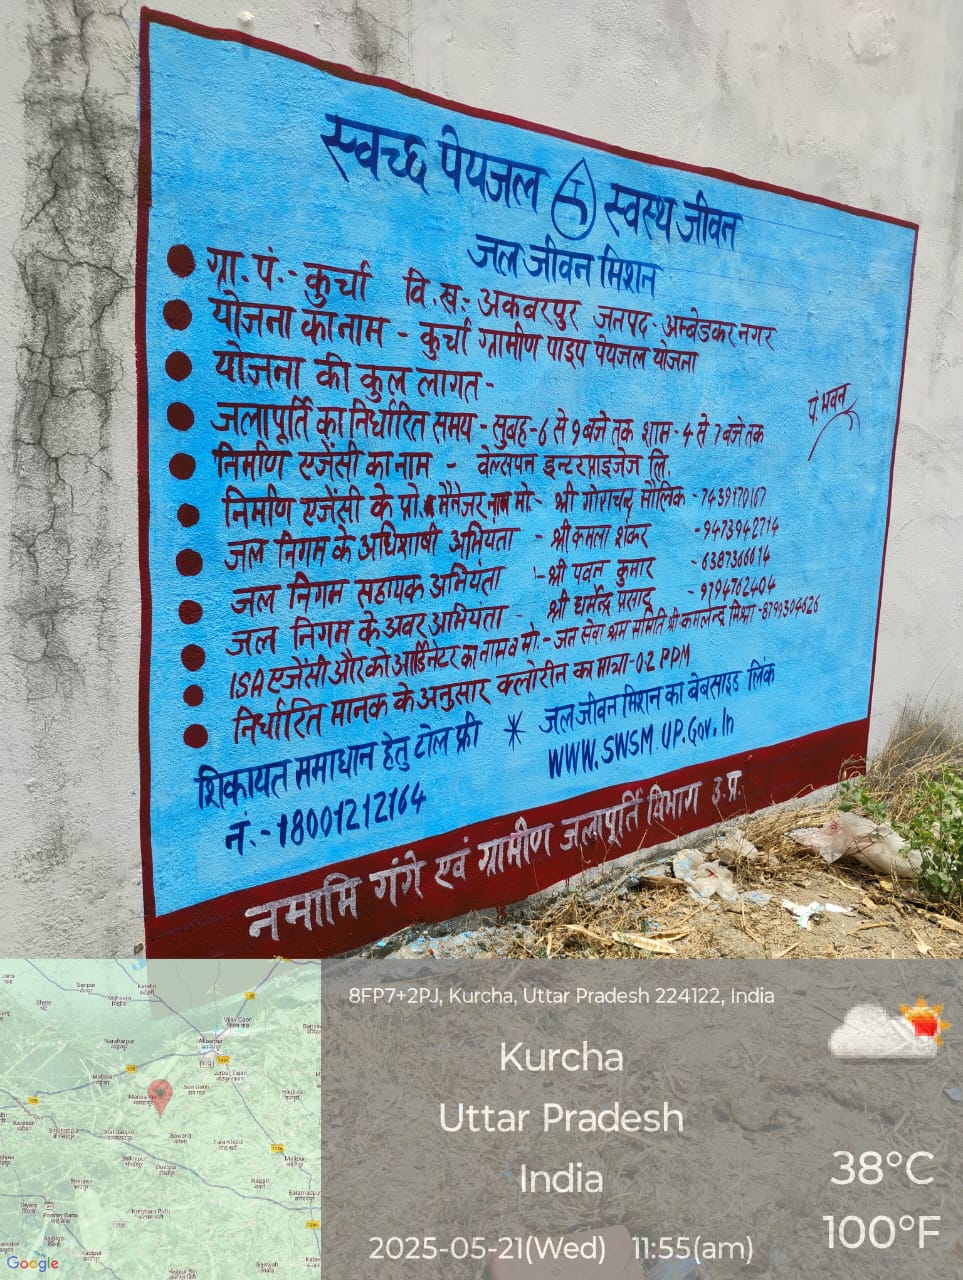 स्वच्छ पेयजल स्वस्थ जीवन
जल जीवन मिशन
ग्रा. पं.- कुर्चा वि.ख.- अकबरपुर जनपद- अम्बेडकर नगर
योजना का नाम - कुर्चा ग्रामीण पाइप पेयजल योजना
योजना की कुल लागत-
जलापूर्ति का निर्धारित समय - सुबह-6 से 9 बजे तक शाम-4 से 7 बजे तक
पं. भवन
निर्माण एजेंसी का नाम - वेल्सपन इन्टरप्राइजेज लि.
निर्माण एजेंसी के प्रो. मैनेजर नाम मो.- श्री गोराचन्द्र मौलिक - 7439170167
जल निगम के अधिशाषी अभियंता - श्री कमला शंकर - 9473942714
जल निगम सहायक अभियंता - श्री पवन कुमार - 6387366614
जल निगम के अवर अभियंता - श्री धर्मेन्द्र प्रसाद - 9794702404
ISA एजेंसी और को आर्डिनेटर का नाम व मो.- जन सेवा श्रम समिति श्री कमलेन्द्र मिश्रा -8799304626
निर्धारित मानक के अनुसार क्लोरीन का मात्रा-0.2 PPM
शिकायत समाधान हेतु टोल फ्री * जल जीवन मिशन का वेबसाइड लिंक
नं.-18001212164 WWW.SWSM.UP.Gov.In
नमामि गंगे एवं ग्रामीण जलापूर्ति विभाग उ.प्र.
8FP7+2PJ, Kurcha, Uttar Pradesh 224122, India
Kurcha
Uttar Pradesh
India
38°C
100°F
2025-05-21(Wed) 11:55(am)
Google